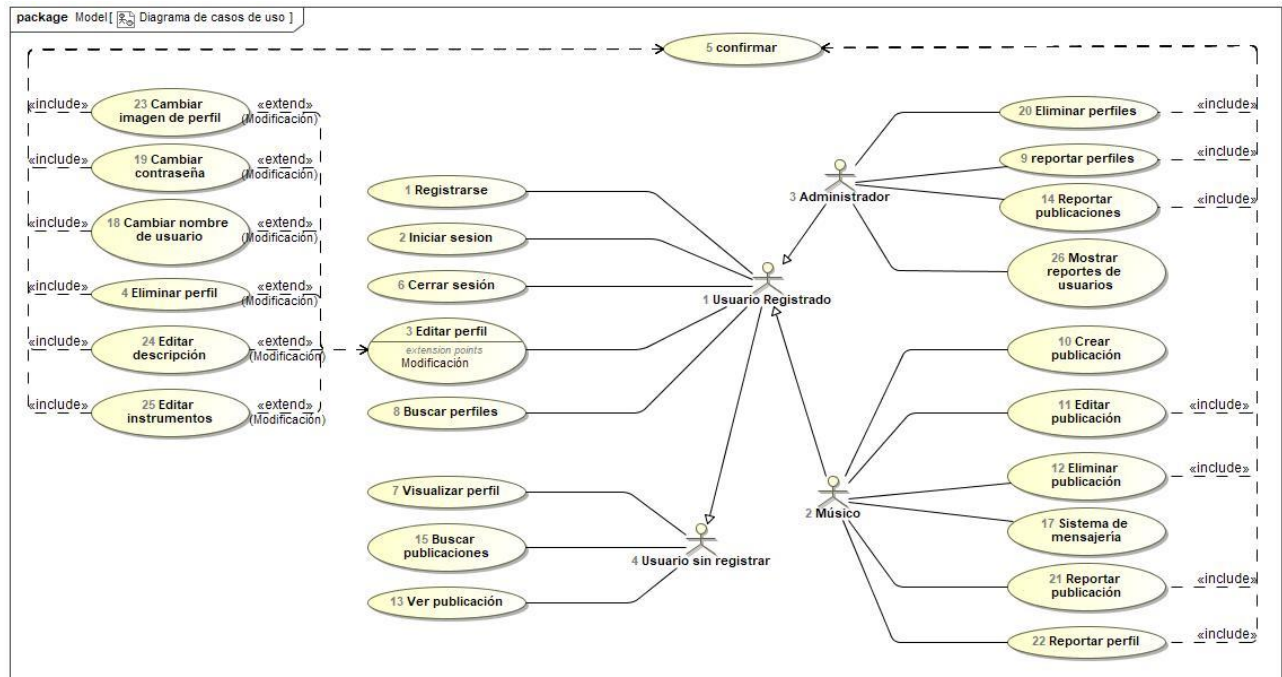 package Model [ Diagrama de casos de uso ]
5 confirmar
«include»
23 Cambiar
imagen de perfil
«extend»
(Modificación)
«include»
19 Cambiar
contraseña
«extend»
(Modificación)
«include»
18 Cambiar nombre
de usuario
«extend»
(Modificación)
«include»
4 Eliminar perfil
«extend»
(Modificación)
«include»
24 Editar
descripción
«extend»
(Modificación)
«include»
25 Editar
instrumentos
«extend»
(Modificación)
1 Registrarse
2 Iniciar sesion
6 Cerrar sesión
3 Editar perfil
extension points
Modificación
8 Buscar perfiles
7 Visualizar perfil
15 Buscar
publicaciones
13 Ver publicación
3 Administrador
1 Usuario Registrado
2 Músico
4 Usuario sin registrar
20 Eliminar perfiles
«include»
9 reportar perfiles
«include»
14 Reportar
publicaciones
«include»
26 Mostrar
reportes de
usuarios
10 Crear
publicación
11 Editar
publicación
«include»
12 Eliminar
publicación
«include»
17 Sistema de
mensajería
21 Reportar
publicación
«include»
22 Reportar perfil
«include»